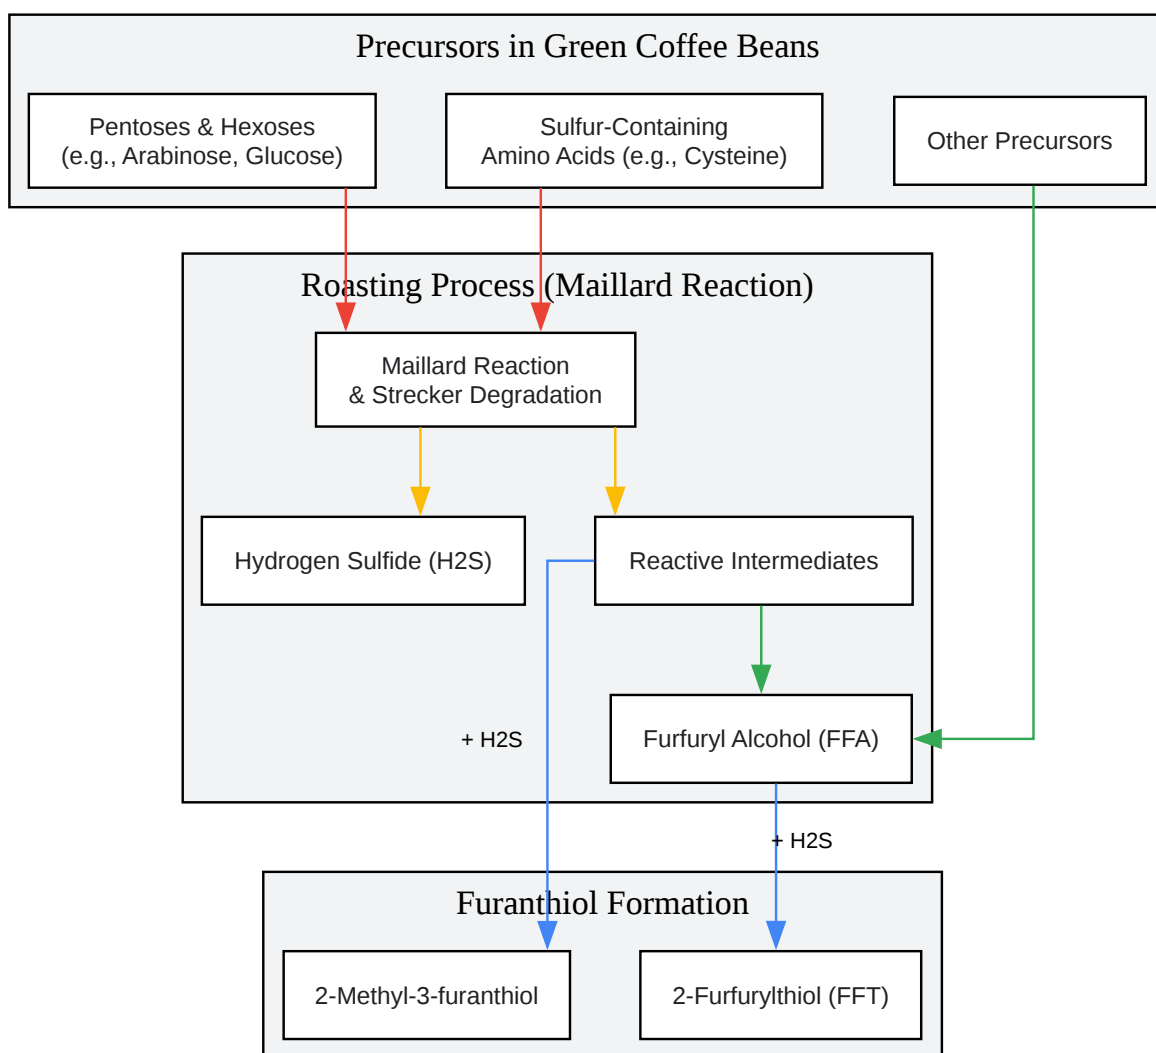 Precursors in Green Coffee Beans
Pentoses & Hexoses
(e.g., Arabinose, Glucose)
Sulfur-Containing
Amino Acids (e.g., Cysteine)
Other Precursors
Roasting Process (Maillard Reaction)
Maillard Reaction
& Strecker Degradation
Hydrogen Sulfide (H2S)
Reactive Intermediates
+ H2S
Furfuryl Alcohol (FFA)
+ H2S
Furanthiol Formation
2-Methyl-3-furanthiol
2-Furfurylthiol (FFT)